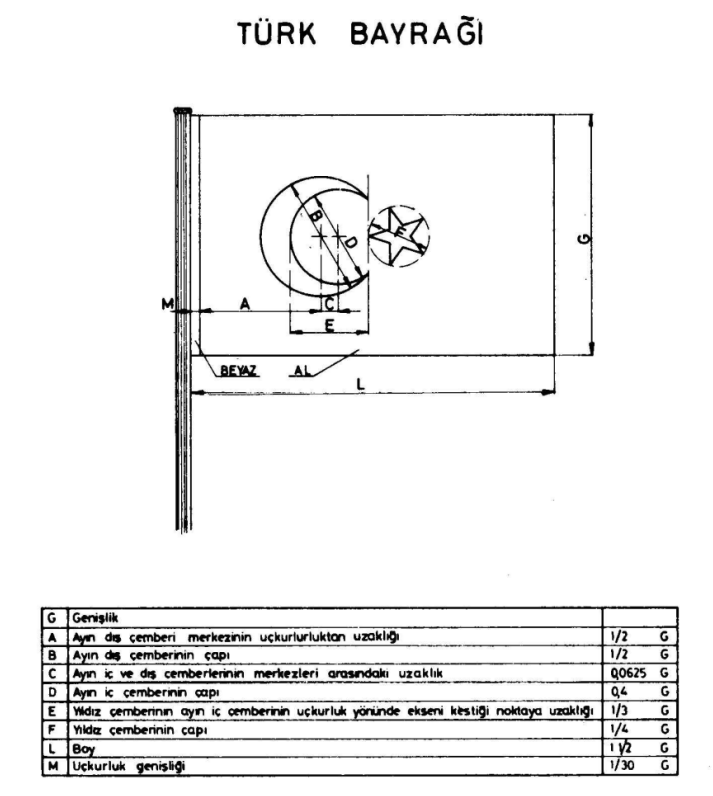 TÜRK BAYRAĞI
B
D
F
G
M
A
C
E
BEYAZ
AL
L
G Genişlik
A Ayın dış çemberi merkezinin uçkurlurluktan uzaklığı 1/2 G
B Ayın dış çemberinin çapı 1/2 G
C Ayın iç ve dış çemberlerinin merkezleri arasındaki uzaklık 0,0625 G
D Ayın iç çemberinin çapı 0,4 G
E Yıldız çemberinin ayın iç çemberinin uçkurluk yönünde ekseni kestiği noktaya uzaklığı 1/3 G
F Yıldız çemberinin çapı 1/4 G
L Boy 1 1/2 G
M Uçkurluk genişliği 1/30 G